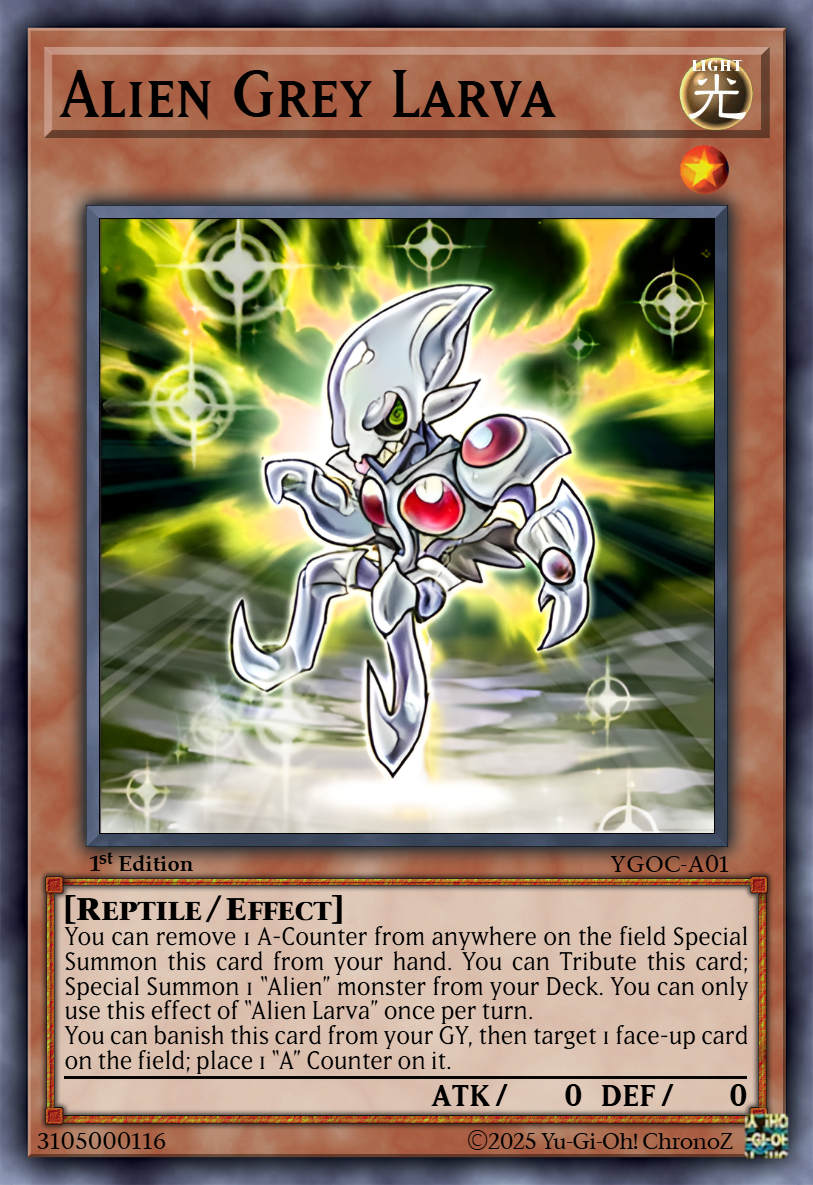 Alien Grey Larva
LIGHT
光
1st Edition
YGOC-A01
[Reptile/Effect]
You can remove 1 A-Counter from anywhere on the field Special
Summon this card from your hand. You can Tribute this card;
Special Summon 1 "Alien" monster from your Deck. You can only
use this effect of "Alien Larva" once per turn.
You can banish this card from your GY, then target 1 face-up card
on the field; place 1 "A" Counter on it.
ATK/ 0 DEF/ 0
3105000116
©2025 Yu-Gi-Oh! ChronoZ